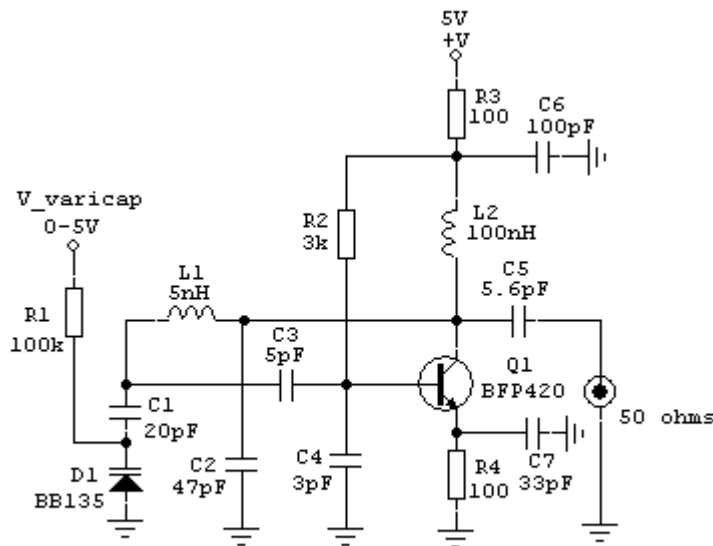 5V
+V
R3
100
C6
100pF
V_varicap
0-5V
R2
3k
L2
100nH
L1
5nH
C5
5.6pF
R1
100k
C3
5pF
Q1
BFP420
C1
20pF
50 ohms
D1
BB135
C2
47pF
C4
3pF
R4
100
C7
33pF